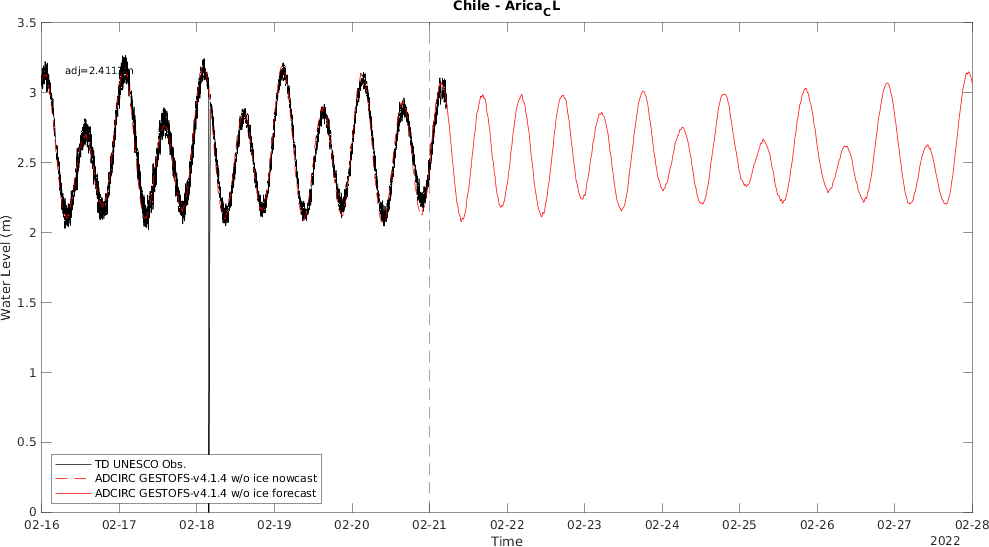 Chile - Arica_CL
3.5
adj=2.411
3
2.5
2
Water Level (m)
1.5
1
0.5
TD UNESCO Obs.
ADCIRC GESTOFS-v4.1.4 w/o ice nowcast
ADCIRC GESTOFS-v4.1.4 w/o ice forecast
0
02-16 02-17 02-18 02-19 02-20 02-21 02-22 02-23 02-24 02-25 02-26 02-27 02-28
Time
2022